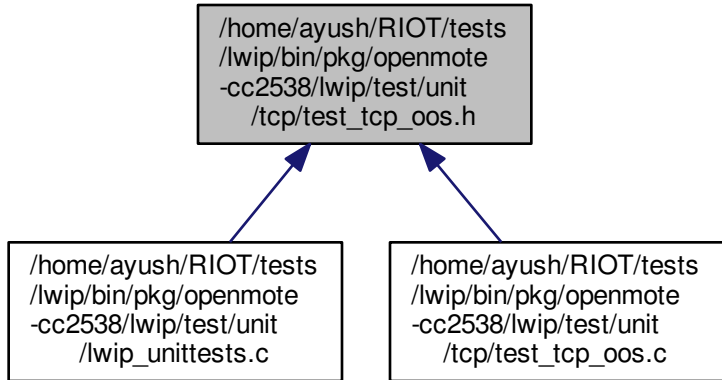 /home/ayush/RIOT/tests
/lwip/bin/pkg/openmote
-cc2538/lwip/test/unit
/tcp/test_tcp_oos.h
/home/ayush/RIOT/tests
/lwip/bin/pkg/openmote
-cc2538/lwip/test/unit
/lwip_unittests.c
/home/ayush/RIOT/tests
/lwip/bin/pkg/openmote
-cc2538/lwip/test/unit
/tcp/test_tcp_oos.c